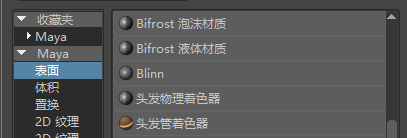 收藏夹
Maya
Maya
表面
体积
置换
2D 纹理
Bifrost 泡沫材质
Bifrost 液体材质
Blinn
头发物理着色器
头发管着色器